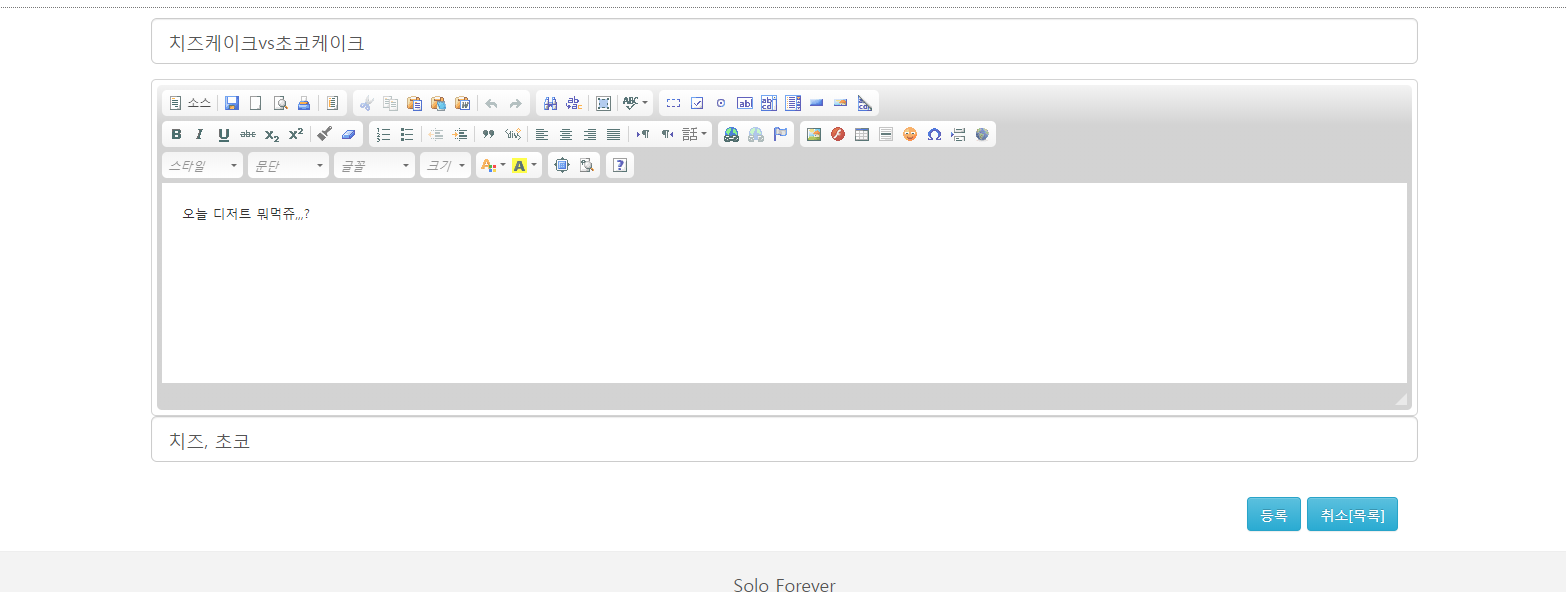 치즈케이크vs초코케이크
소스
스타일 문단 글꼴 크기
오늘 디저트 뭐먹쥬,,,?
치즈, 초코
등록 취소[목록]
Solo Forever